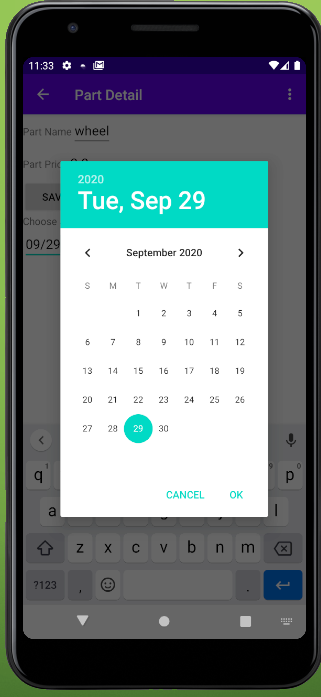 11:33
Part Detail
Part Name wheel
Part Pric
SAV
Choose
09/29
2020
Tue, Sep 29
September 2020
S M T W T F S
1 2 3 4 5
6 7 8 9 10 11 12
13 14 15 16 17 18 19
20 21 22 23 24 25 26
27 28 29 30
CANCEL OK
q p
a l
z x c v b n m
?123 , .